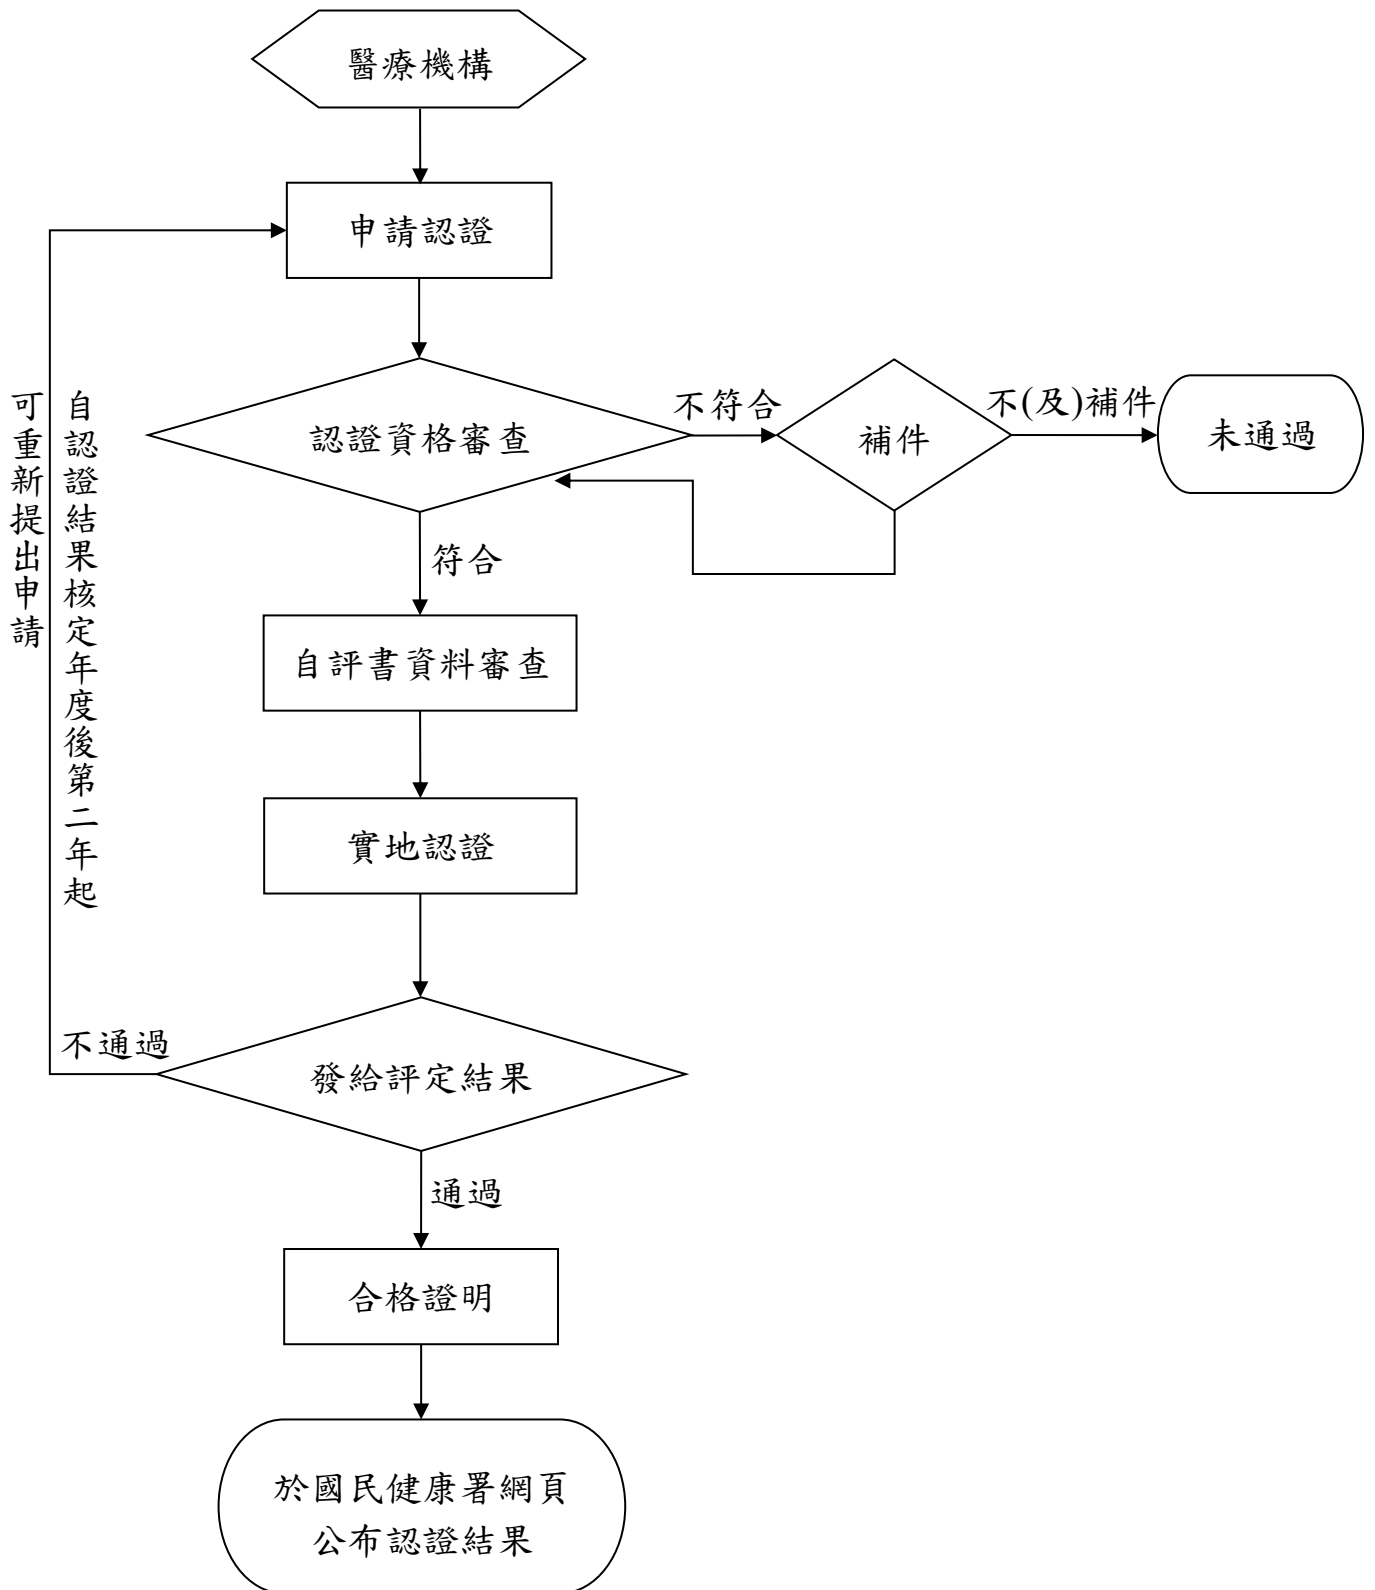 醫療機構
申請認證
認證資格審查
不符合
補件
不(及)補件
未通過
符合
自評書資料審查
實地認證
發給評定結果
不通過
自認證結果核定年度後第二年起
可重新提出申請
通過
合格證明
於國民健康署網頁
公布認證結果